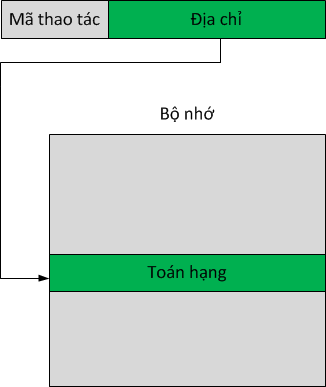 Mã thao tác
Địa chỉ
Bộ nhớ
Toán hạng